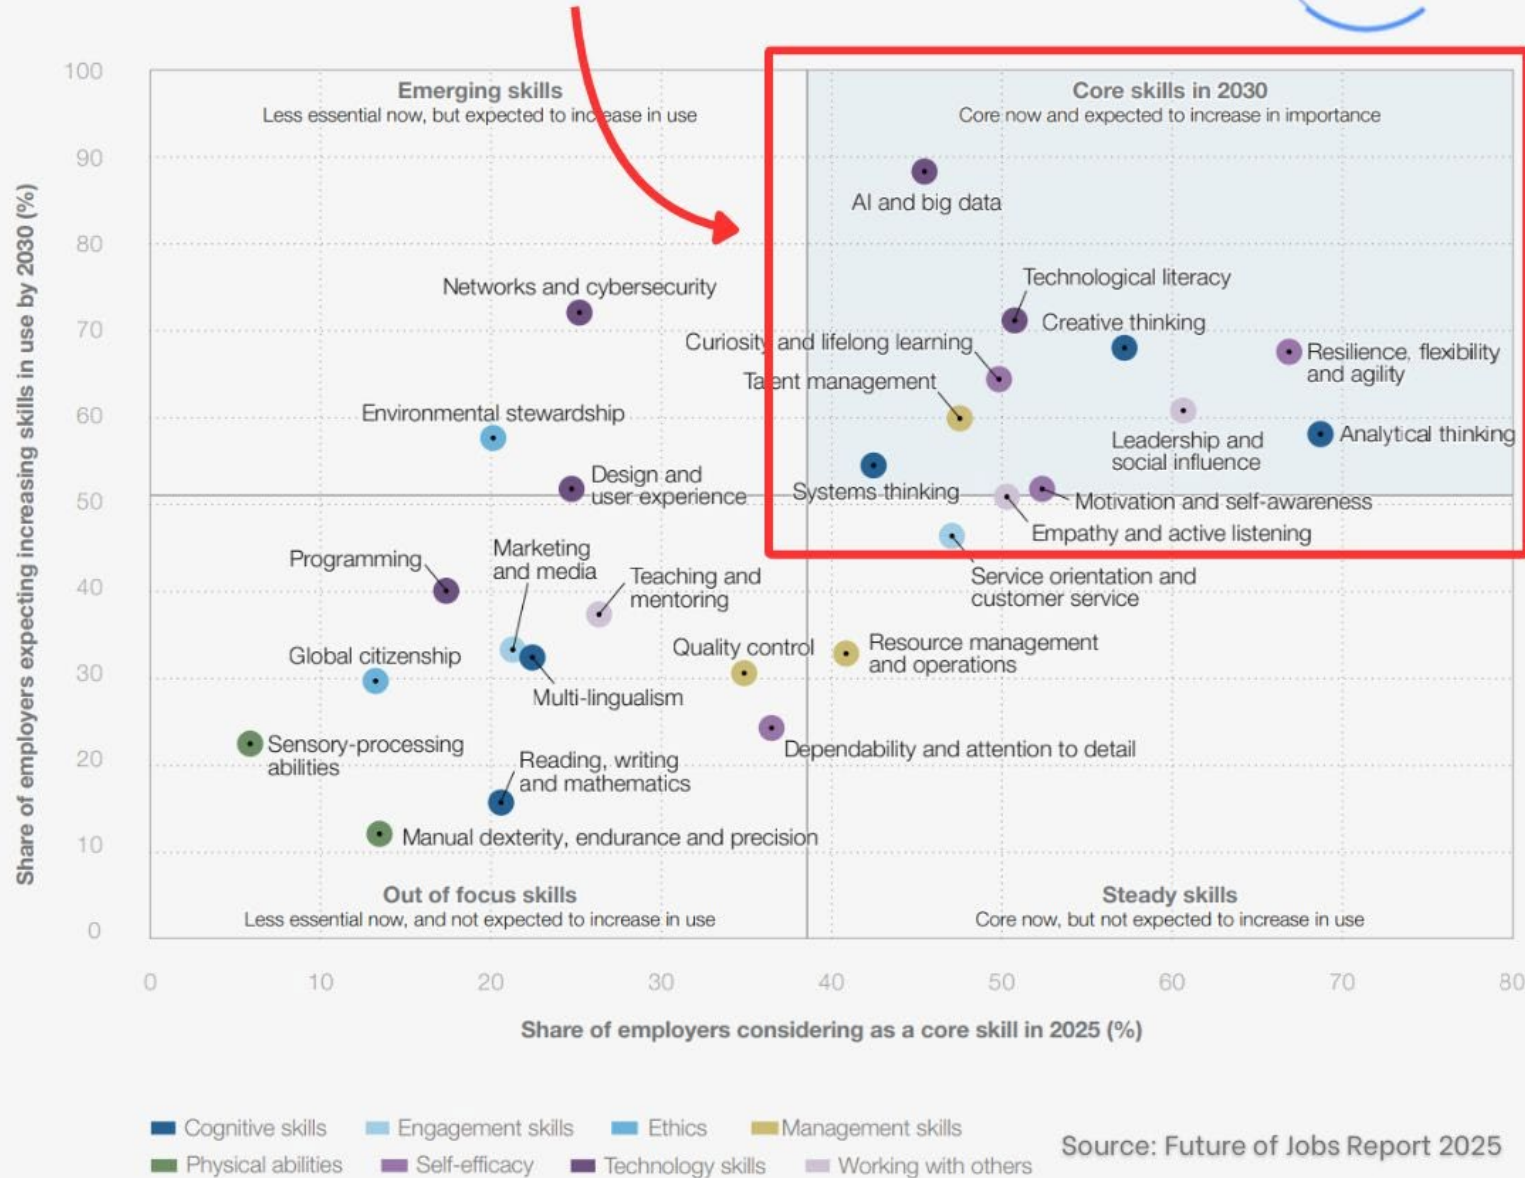 Emerging skills
Less essential now, but expected to increase in use
Core skills in 2030
Core now and expected to increase in importance
Share of employers expecting increasing skills in use by 2030 (%)
100
90
80
70
60
50
40
30
20
10
0
AI and big data
Technological literacy
Networks and cybersecurity
Creative thinking
Curiosity and lifelong learning
Resilience, flexibility
and agility
Talent management
Environmental stewardship
Leadership and
social influence
Analytical thinking
Design and
user experience
Systems thinking
Motivation and self-awareness
Empathy and active listening
Programming
Marketing
and media
Teaching and
mentoring
Service orientation and
customer service
Global citizenship
Quality control
Resource management
and operations
Multi-lingualism
Sensory-processing
abilities
Dependability and attention to detail
Reading, writing
and mathematics
Manual dexterity, endurance and precision
Out of focus skills
Less essential now, and not expected to increase in use
Steady skills
Core now, but not expected to increase in use
0 10 20 30 40 50 60 70 80
Share of employers considering as a core skill in 2025 (%)
Cognitive skills Engagement skills Ethics Management skills
Physical abilities Self-efficacy Technology skills Working with others
Source: Future of Jobs Report 2025